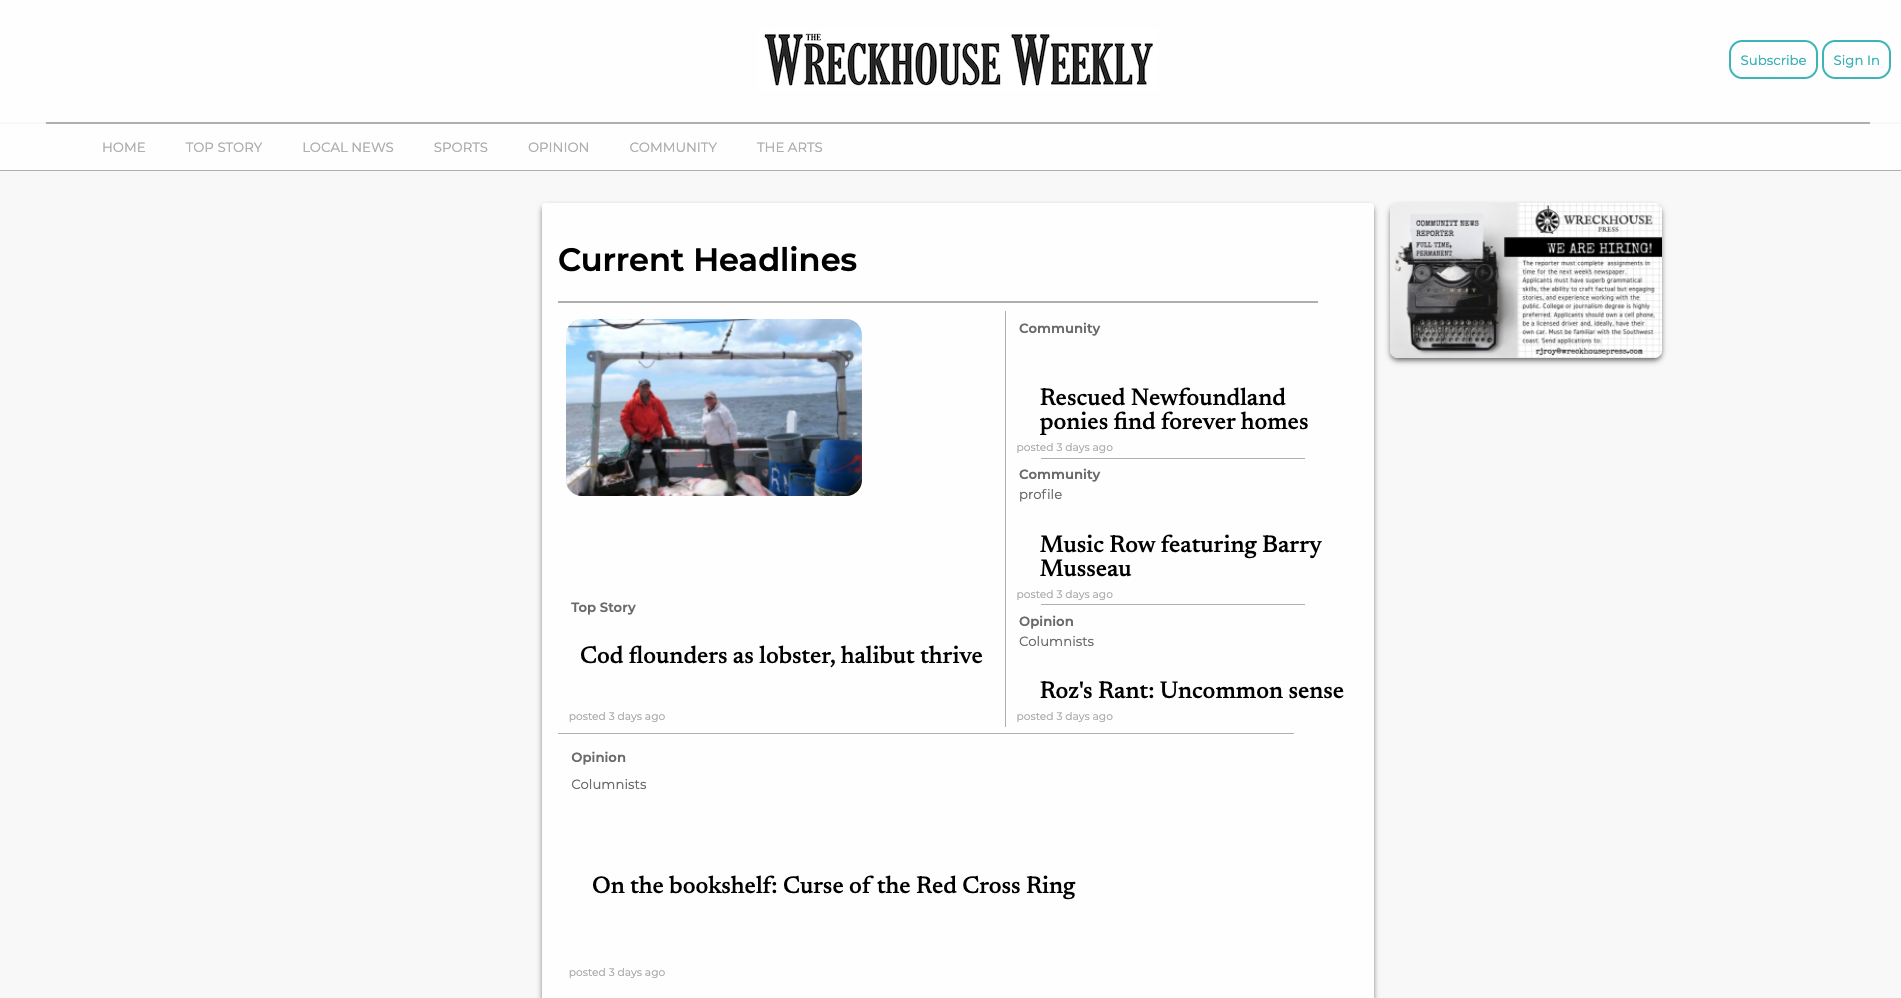 THE
WRECKHOUSE WEEKLY
Subscribe
Sign In
HOME
TOP STORY
LOCAL NEWS
SPORTS
OPINION
COMMUNITY
THE ARTS
Current Headlines
Top Story
Cod flounders as lobster, halibut thrive
posted 3 days ago
Community
Rescued Newfoundland
ponies find forever homes
posted 3 days ago
Community
profile
Music Row featuring Barry
Musseau
posted 3 days ago
Opinion
Columnists
Roz's Rant: Uncommon sense
posted 3 days ago
Opinion
Columnists
On the bookshelf: Curse of the Red Cross Ring
posted 3 days ago
COMMUNITY NEWS
REPORTER
FULL TIME,
PERMANENT
WRECKHOUSE
PRESS
WE ARE HIRING!
The reporter must complete assignments in
time for the next weeks newspaper.
Applicants must have superb grammatical
skills, the ability to craft factual but engaging
stories, and experience working with the
public. College or journalism degree is highly
preferred. Applicants should own a cell phone,
be a licensed driver and, ideally, have their
own car. Must be familiar with the Southwest
coast. Send applications to:
rjroy@wreckhousepress.com